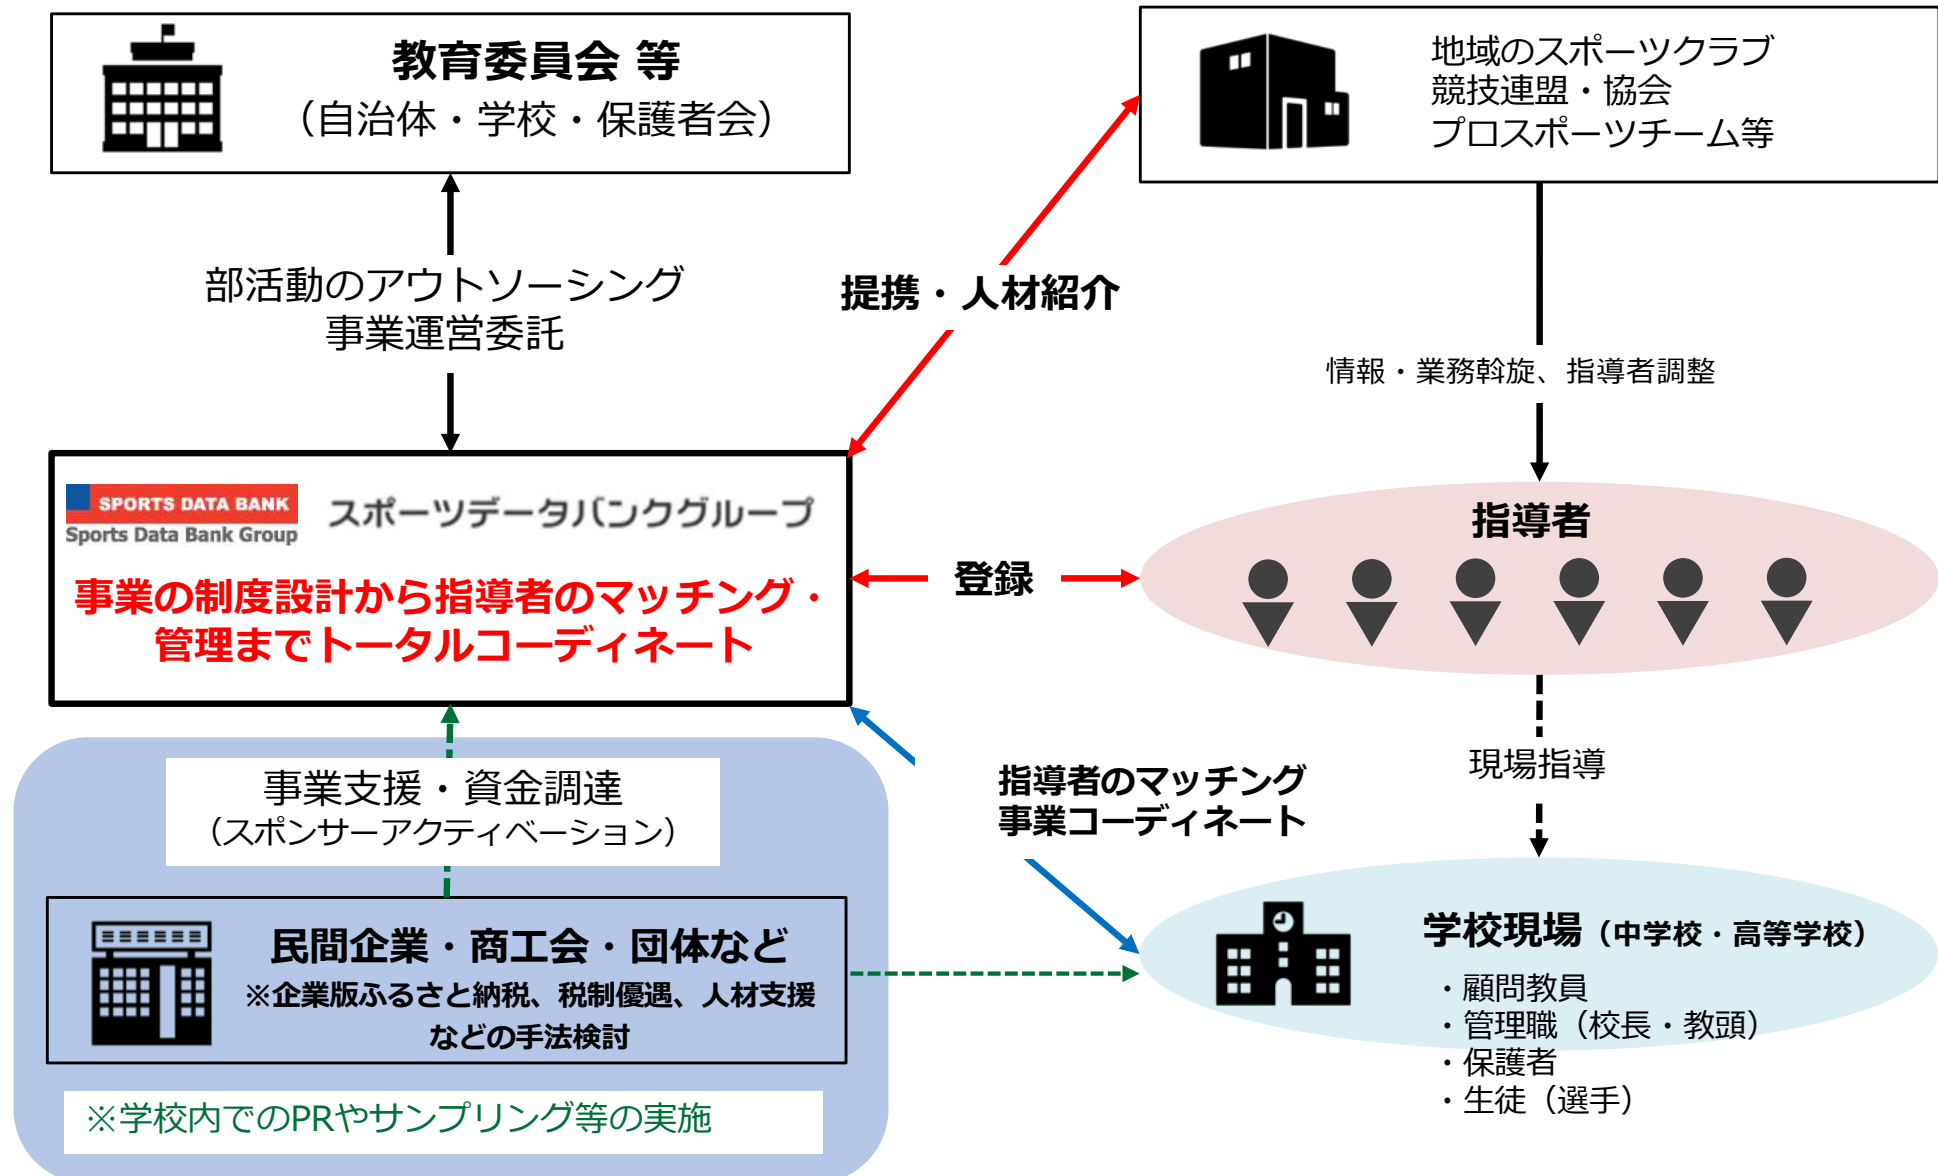 教育委員会 等
（自治体・学校・保護者会）
地域のスポーツクラブ
競技連盟・協会
プロスポーツチーム等
部活動のアウトソーシング
事業運営委託
提携・人材紹介
情報・業務斡旋、指導者調整
SPORTS DATA BANK
Sports Data Bank Group
スポーツデータバンクグループ
事業の制度設計から指導者のマッチング・
管理までトータルコーディネート
登録
指導者
事業支援・資金調達
（スポンサーアクティベーション）
指導者のマッチング
事業コーディネート
現場指導
民間企業・商工会・団体など
※企業版ふるさと納税、税制優遇、人材支援
などの手法検討
※学校内でのPRやサンプリング等の実施
学校現場（中学校・高等学校）
・顧問教員
・管理職（校長・教頭）
・保護者
・生徒（選手）